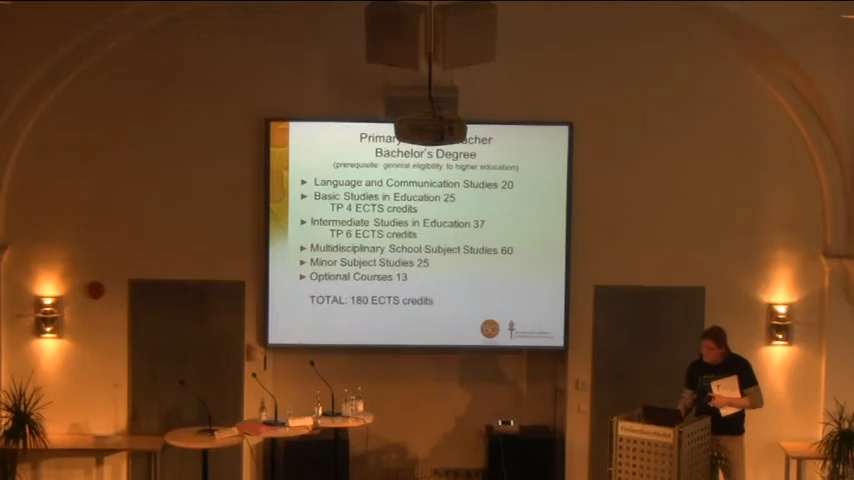 Primary acher
Bachelor's Degree
(prerequisite: general eligibility to higher education)
Language and Communication Studies 20
Basic Studies in Education 25
TP 4 ECTS credits
Intermediate Studies in Education 37
TP 6 ECTS credits
Multidisciplinary School Subject Studies 60
Minor Subject Studies 25
Optional Courses 13
TOTAL: 180 ECTS credits